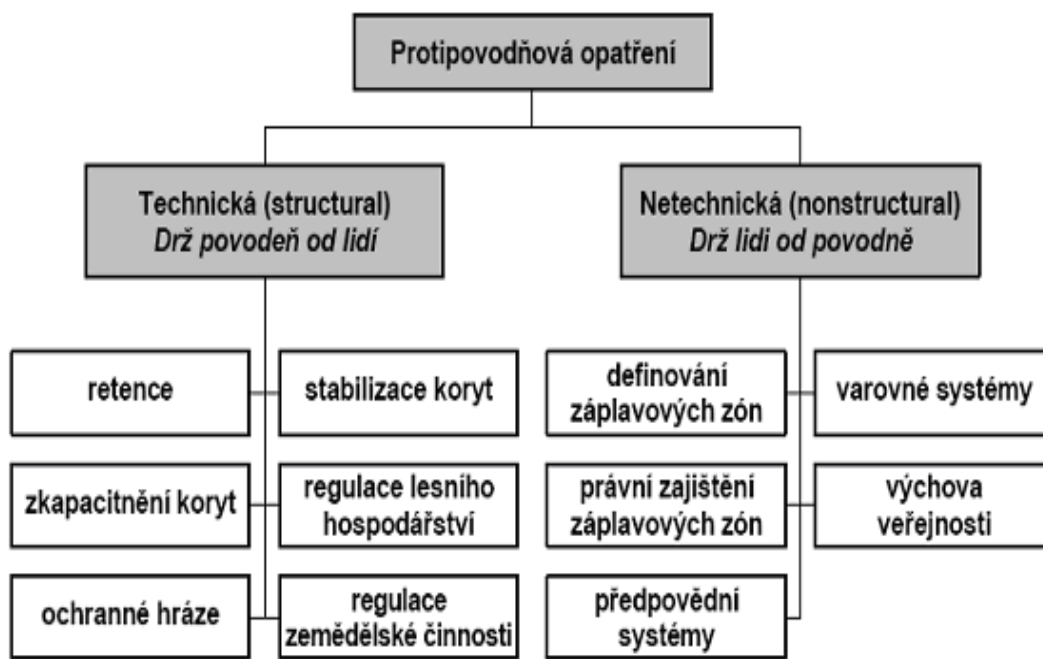 Protipovodňová opatření
Technická (structural)
Drž povodeň od lidí
Netechnická (nonstructural)
Drž lidi od povodně
retence
stabilizace koryt
definování
záplavových zón
varovné systémy
zkapacitnění koryt
regulace lesního
hospodářství
právní zajištění
záplavových zón
výchova
veřejnosti
ochranné hráze
regulace
zemědělské činnosti
předpovědní
systémy